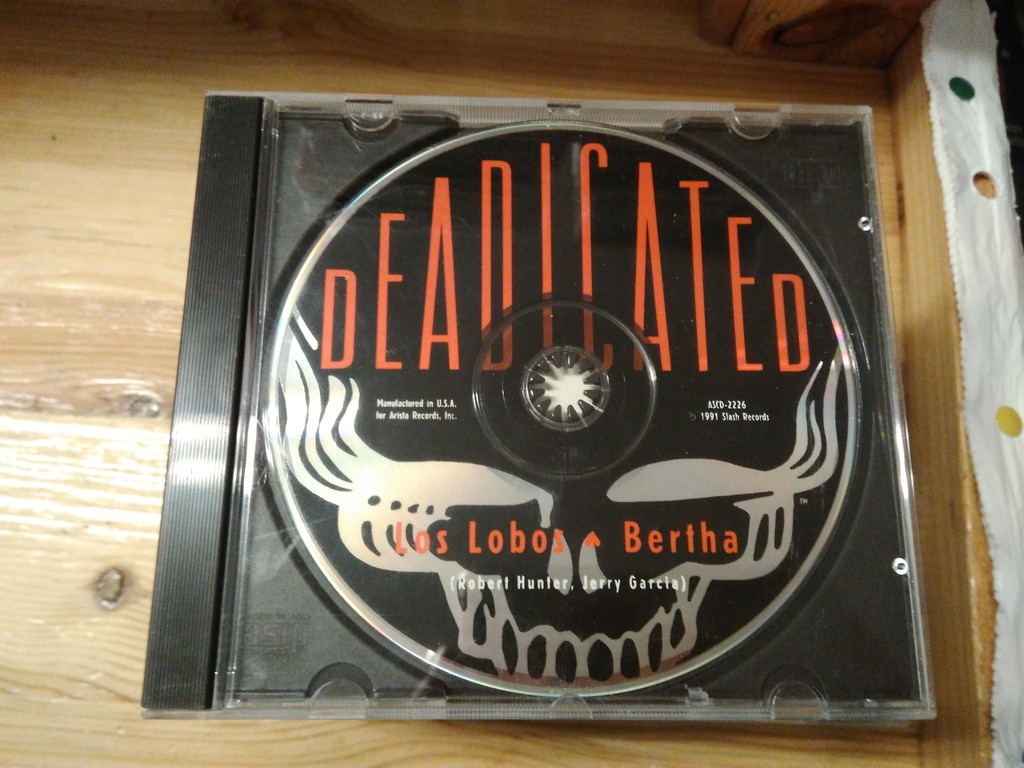 DEADICATED
Manufactured in U.S.A.
for Arista Records, Inc.
ASCD-2226
℗ 1991 Slash Records
TM
Los Lobos ♠ Bertha
(Robert Hunter, Jerry Garcia)